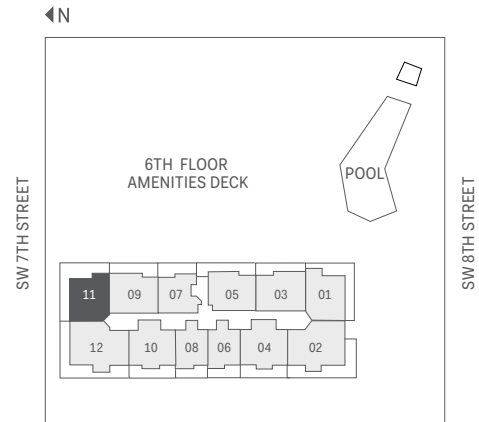 N
6TH FLOOR
AMENITIES DECK
POOL
SW 7TH STREET
SW 8TH STREET
11 09 07 05 03 01
12 10 08 06 04 02